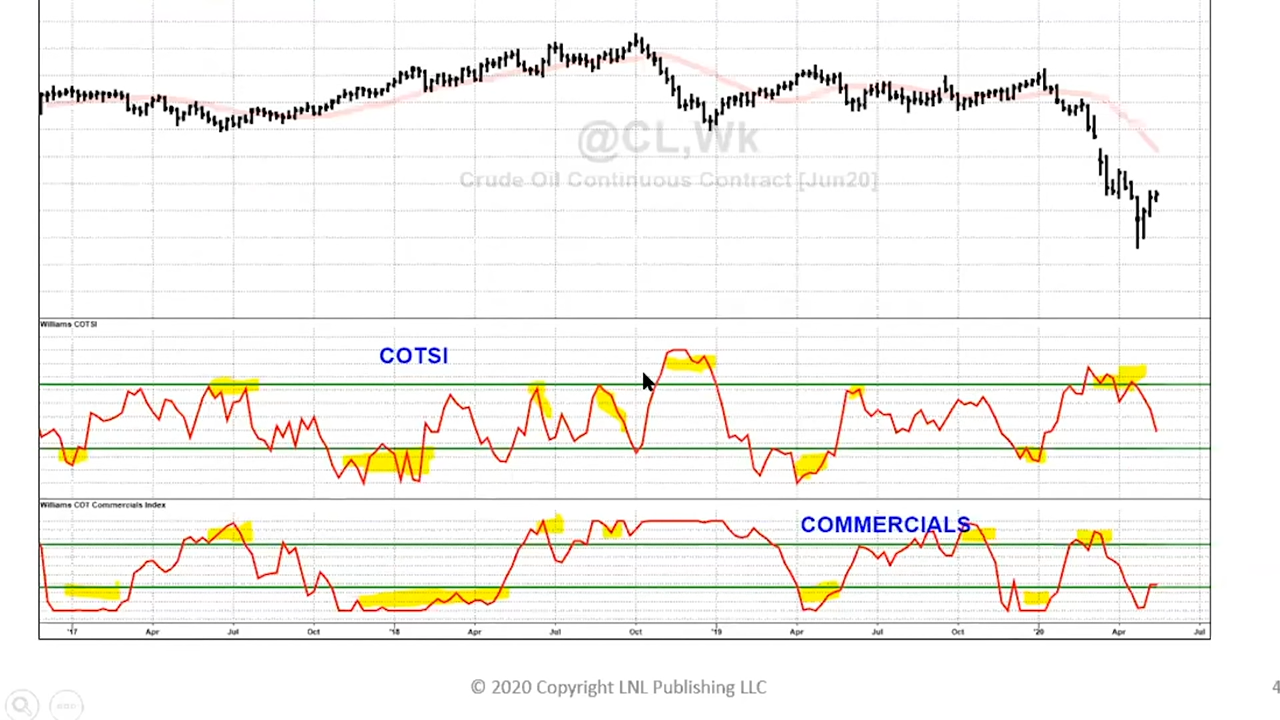 @CL,Wk
Crude Oil Continuous Contract [Jun20]
Williams COTSI
COTSI
Williams COT Commercials Index
COMMERCIALS
'17 Apr Jul Oct '18 Apr Jul Oct '19 Apr Jul Oct '20 Apr Jul
© 2020 Copyright LNL Publishing LLC
4